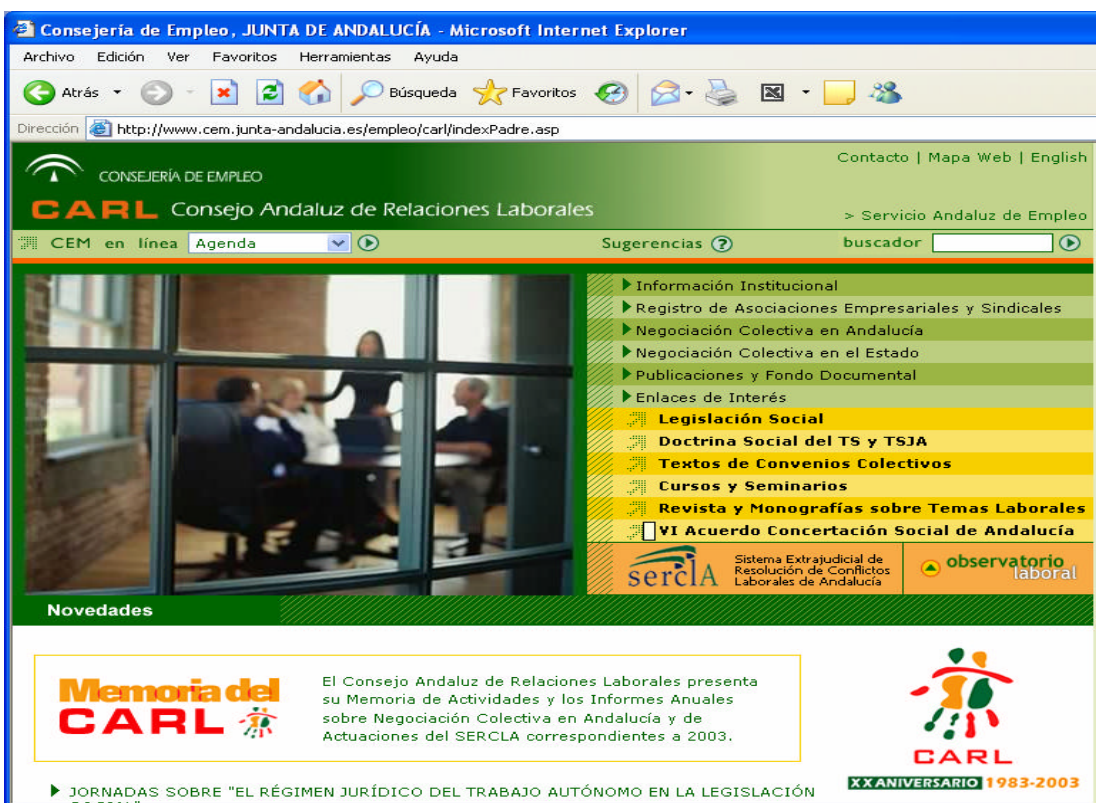 Consejería de Empleo, JUNTA DE ANDALUCÍA - Microsoft Internet Explorer
Archivo Edición Ver Favoritos Herramientas Ayuda
Atrás Búsqueda Favoritos
Dirección http://www.cem.junta-andalucia.es/empleo/carl/indexPadre.asp
Contacto | Mapa Web | English
CONSEJERÍA DE EMPLEO
CARL Consejo Andaluz de Relaciones Laborales
> Servicio Andaluz de Empleo
CEM en línea Agenda Sugerencias ? buscador
Información Institucional
Registro de Asociaciones Empresariales y Sindicales
Negociación Colectiva en Andalucía
Negociación Colectiva en el Estado
Publicaciones y Fondo Documental
Enlaces de Interés
Legislación Social
Doctrina Social del TS y TSJA
Textos de Convenios Colectivos
Cursos y Seminarios
Revista y Monografías sobre Temas Laborales
VI Acuerdo Concertación Social de Andalucía
serclA
Sistema Extrajudicial de
Resolución de Conflictos
Laborales de Andalucía
observatorio
laboral
Novedades
Memoria del
CARL
El Consejo Andaluz de Relaciones Laborales presenta
su Memoria de Actividades y los Informes Anuales
sobre Negociación Colectiva en Andalucía y de
Actuaciones del SERCLA correspondientes a 2003.
CARL
XX ANIVERSARIO 1983-2003
JORNADAS SOBRE "EL RÉGIMEN JURÍDICO DEL TRABAJO AUTÓNOMO EN LA LEGISLACIÓN